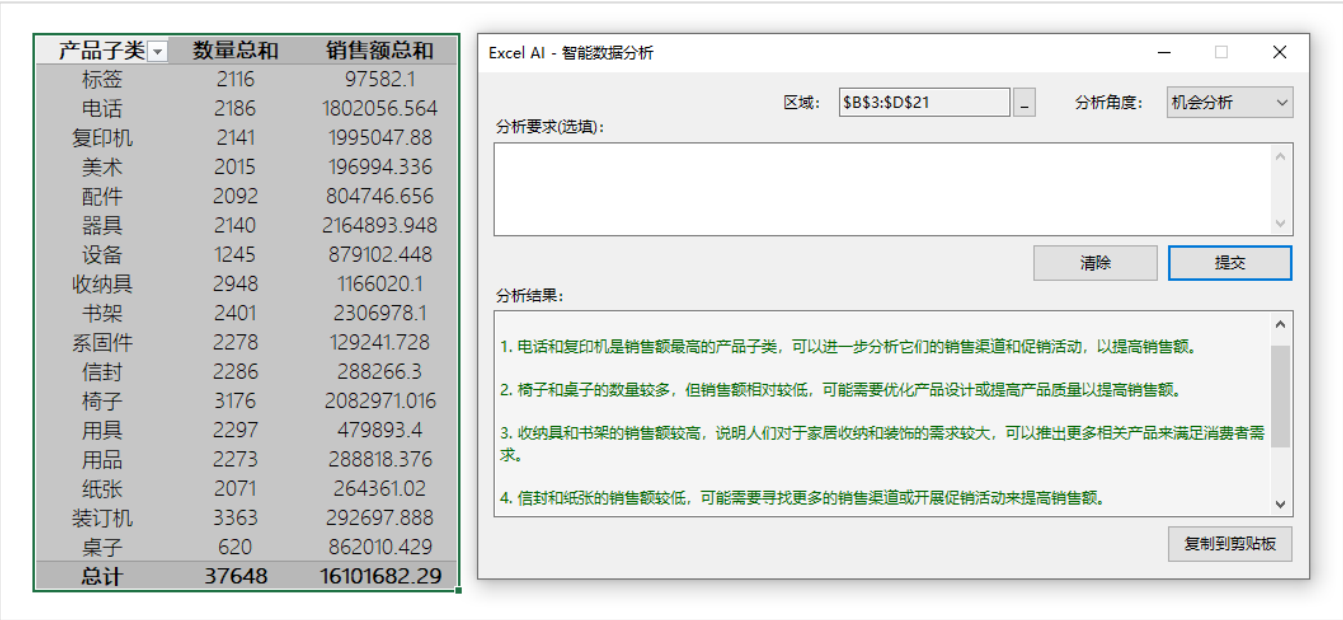 产品子类 数量总和 销售额总和
标签 2116 97582.1
电话 2186 1802056.564
复印机 2141 1995047.88
美术 2015 196994.336
配件 2092 804746.656
器具 2140 2164893.948
设备 1245 879102.448
收纳具 2948 1166020.1
书架 2401 2306978.1
系固件 2278 129241.728
信封 2286 288266.3
椅子 3176 2082971.016
用具 2297 479893.4
用品 2273 288818.376
纸张 2071 264361.02
装订机 3363 292697.888
桌子 620 862010.429
总计 37648 16101682.29
Excel AI - 智能数据分析
区域: $B$3:$D$21 _ 分析角度: 机会分析
分析要求(选填):
清除 提交
分析结果:
1. 电话和复印机是销售额最高的产品子类，可以进一步分析它们的销售渠道和促销活动，以提高销售额。
2. 椅子和桌子的数量较多，但销售额相对较低，可能需要优化产品设计或提高产品质量以提高销售额。
3. 收纳具和书架的销售额较高，说明人们对于家居收纳和装饰的需求较大，可以推出更多相关产品来满足消费者需
求。
4. 信封和纸张的销售额较低，可能需要寻找更多的销售渠道或开展促销活动来提高销售额。
复制到剪贴板